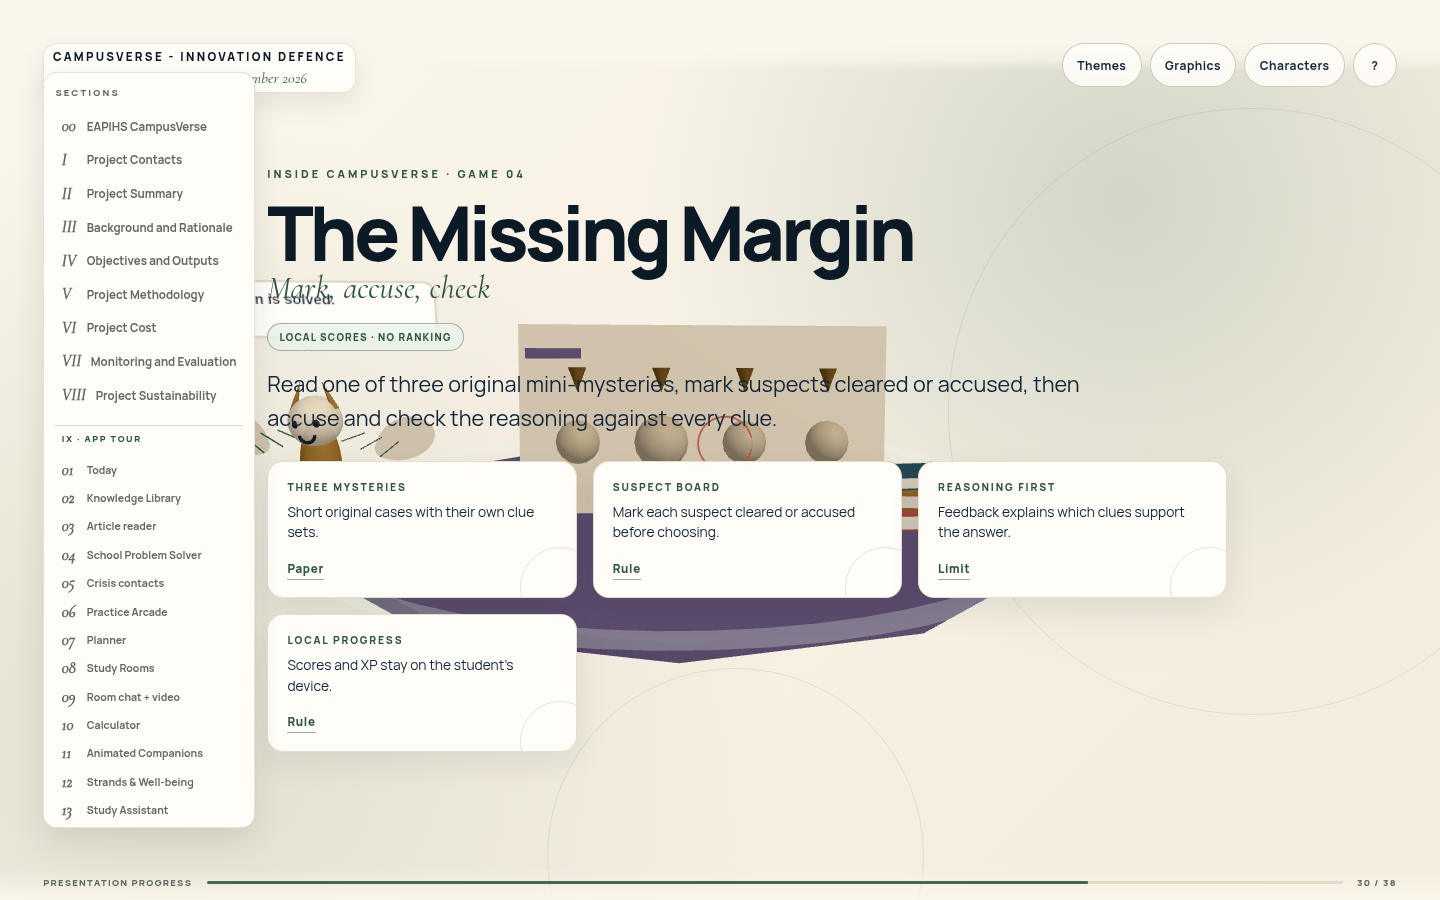 CAMPUSVERSE - INNOVATION DEFENCE
2026
Themes
Graphics
Characters
?
SECTIONS
00 EAPIHS CampusVerse
I Project Contacts
II Project Summary
III Background and Rationale
IV Objectives and Outputs
V Project Methodology
VI Project Cost
VII Monitoring and Evaluation
VIII Project Sustainability
IX · APP TOUR
01 Today
02 Knowledge Library
03 Article reader
04 School Problem Solver
05 Crisis contacts
06 Practice Arcade
07 Planner
08 Study Rooms
09 Room chat + video
10 Calculator
11 Animated Companions
12 Strands & Well-being
13 Study Assistant
INSIDE CAMPUSVERSE · GAME 04
The Missing Margin
Mark, accuse, check
is solved.
LOCAL SCORES · NO RANKING
Read one of three original mini-mysteries, mark suspects cleared or accused, then
accuse and check the reasoning against every clue.
THREE MYSTERIES
Short original cases with their own clue
sets.
Paper
SUSPECT BOARD
Mark each suspect cleared or accused
before choosing.
Rule
REASONING FIRST
Feedback explains which clues support
the answer.
Limit
LOCAL PROGRESS
Scores and XP stay on the student's
device.
Rule
PRESENTATION PROGRESS
30 / 38